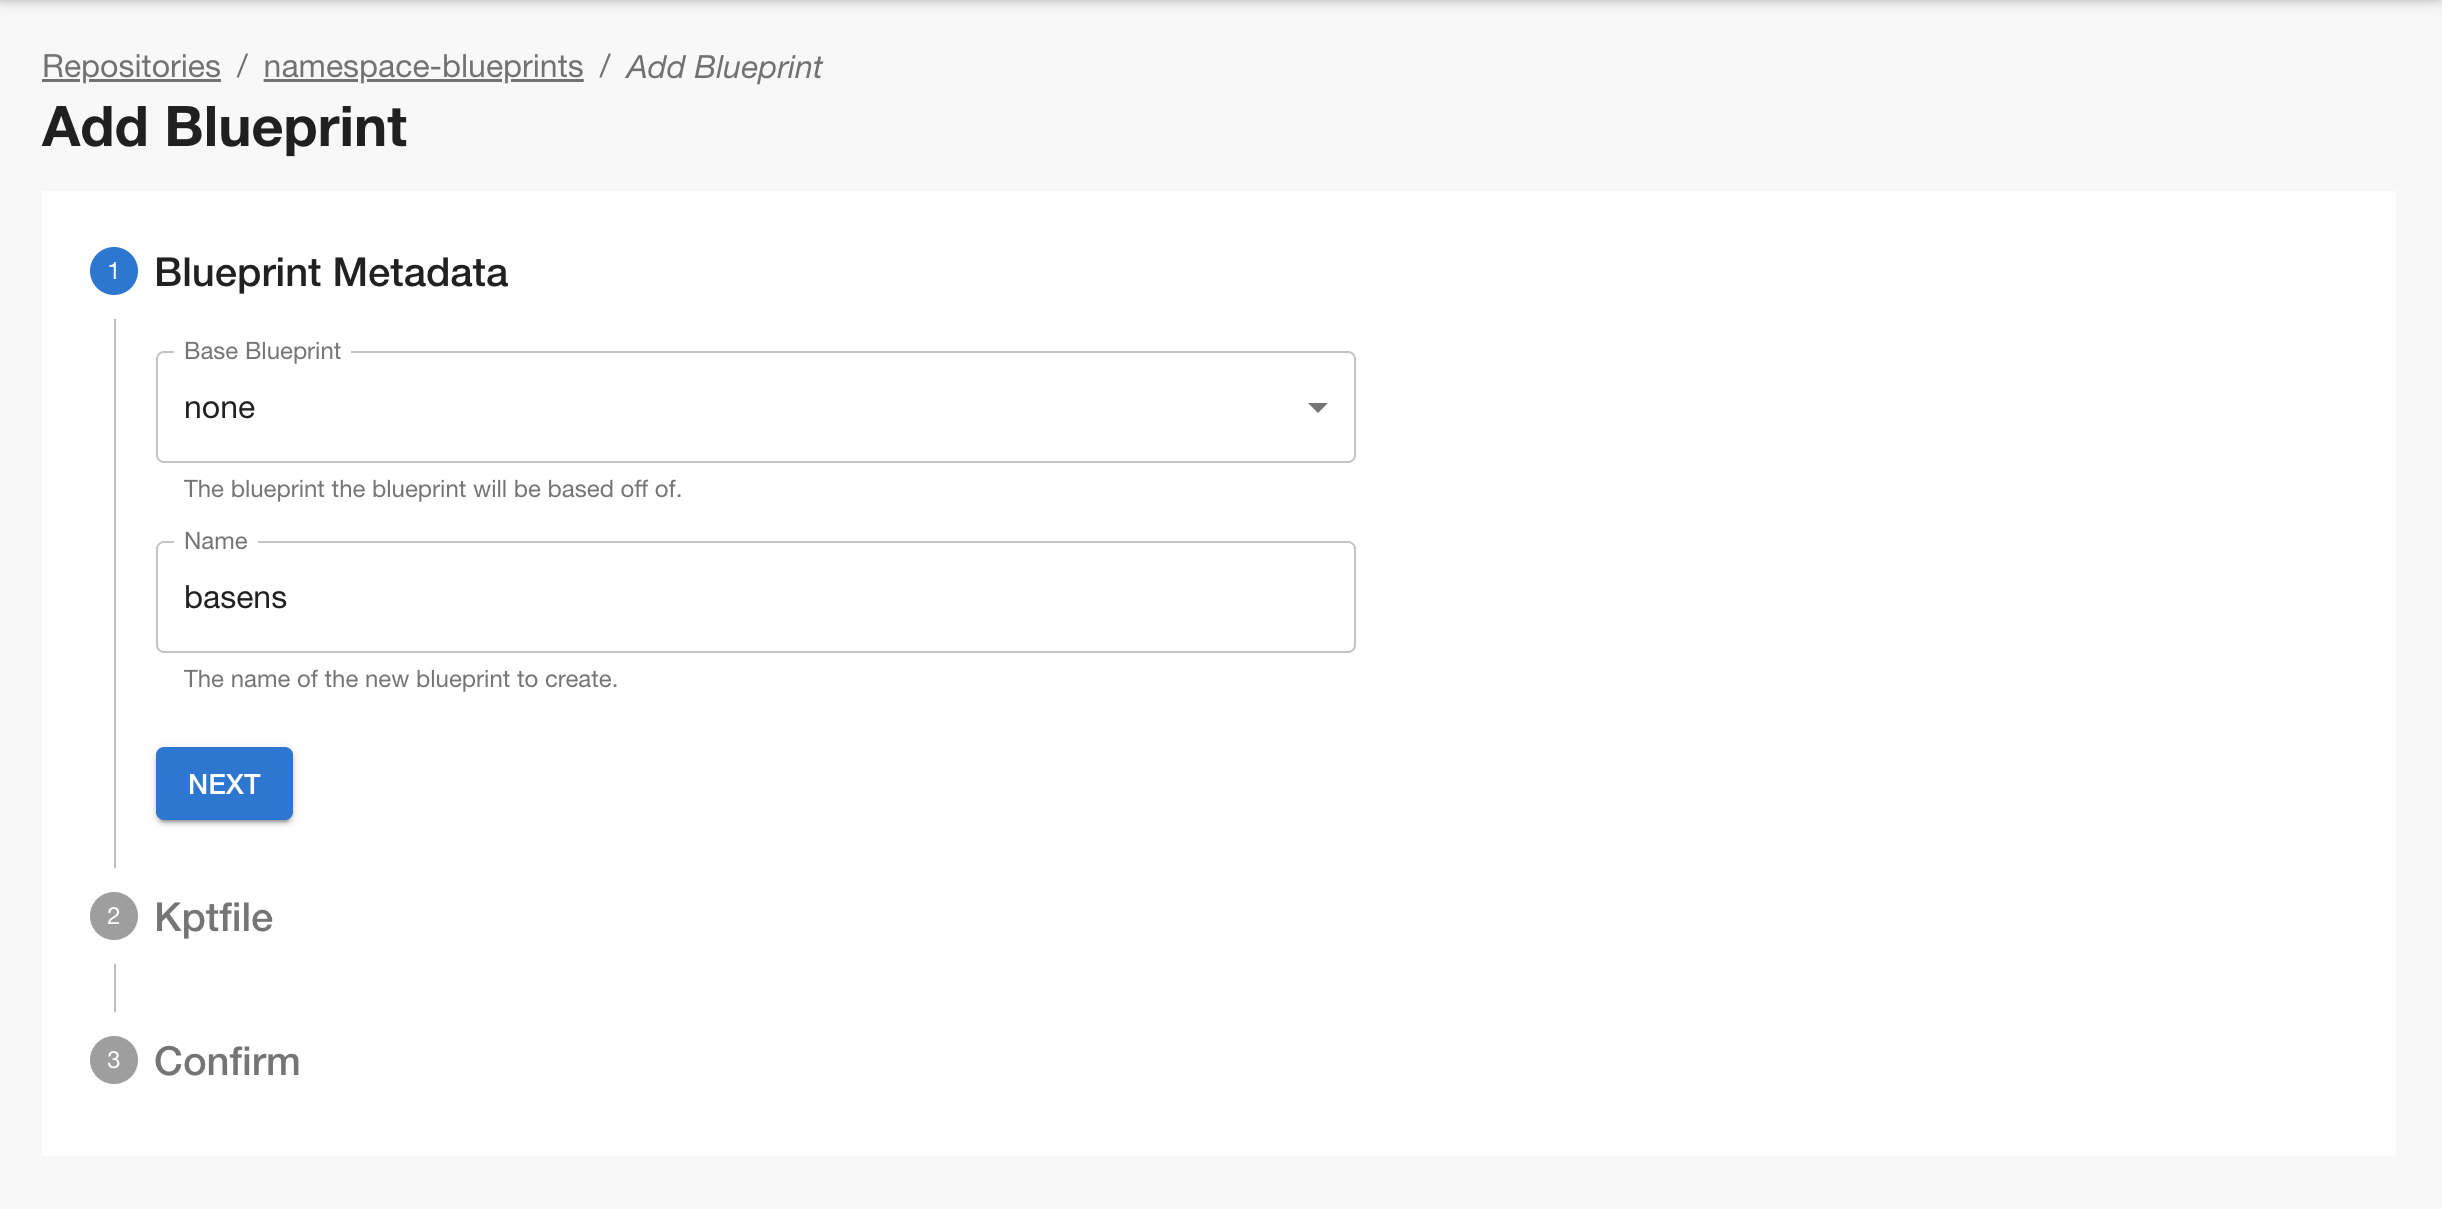 Repositories / namespace-blueprints / Add Blueprint
Add Blueprint
1 Blueprint Metadata
Base Blueprint
none
The blueprint the blueprint will be based off of.
Name
basens
The name of the new blueprint to create.
NEXT
2 Kptfile
3 Confirm